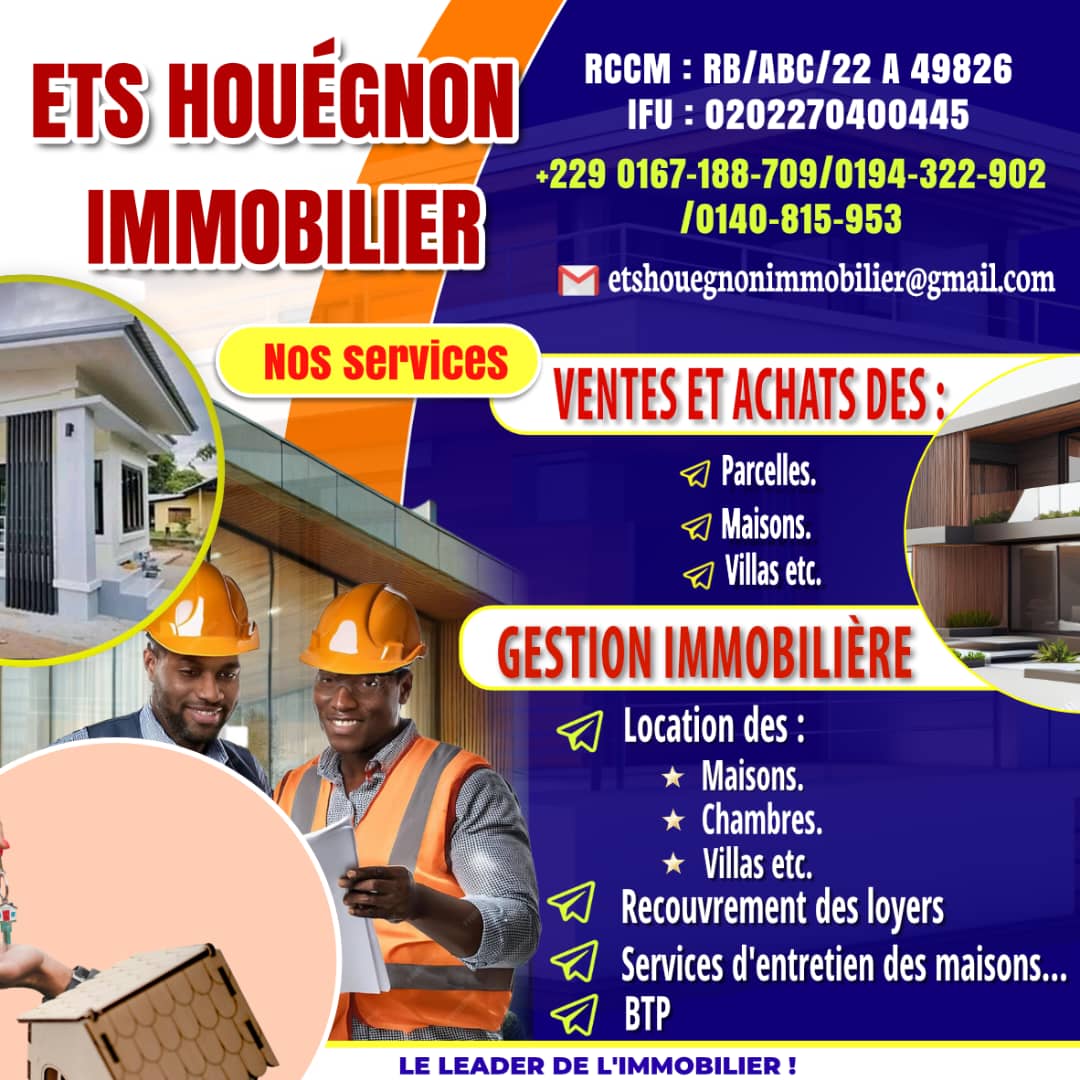 ETS HOUÉGNON
IMMOBILIER
RCCM : RB/ABC/22 A 49826
IFU : 0202270400445
+229 0167-188-709/0194-322-902
/0140-815-953
etshouegnonimmobilier@gmail.com
Nos services
VENTES ET ACHATS DES :
Parcelles.
Maisons.
Villas etc.
GESTION IMMOBILIÈRE
Location des :
Maisons.
Chambres.
Villas etc.
Recouvrement des loyers
Services d'entretien des maisons...
BTP
LE LEADER DE L'IMMOBILIER !